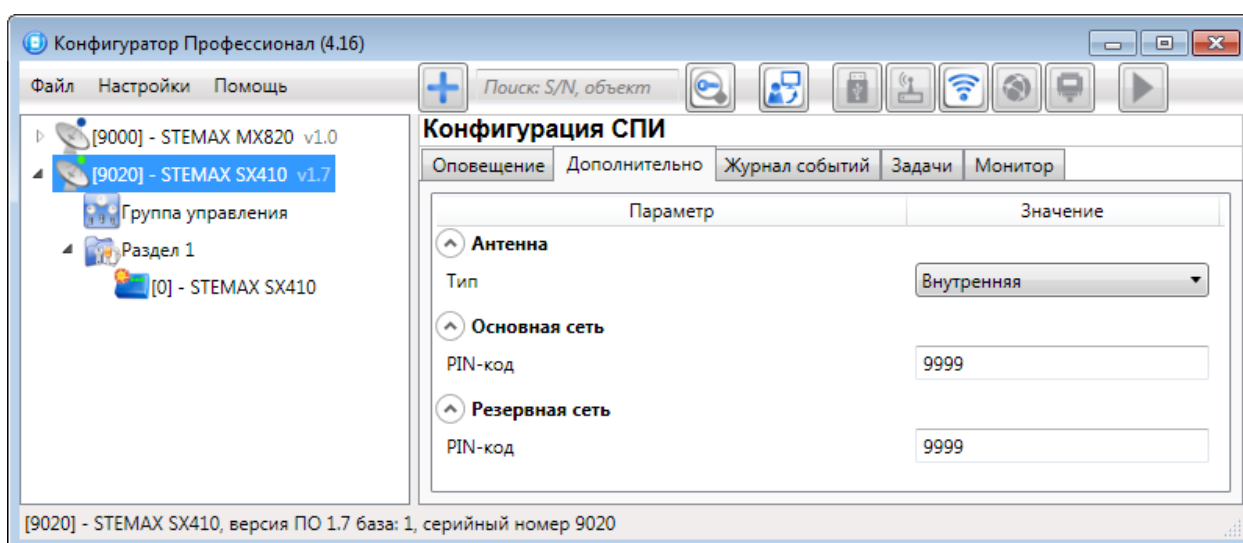 Конфигуратор Профессионал (4.16)
Файл Настройки Помощь
Поиск: S/N, объект
[9000] - STEMAX MX820 v1.0
[9020] - STEMAX SX410 v1.7
Группа управления
Раздел 1
[0] - STEMAX SX410
Конфигурация СПИ
Оповещение Дополнительно Журнал событий Задачи Монитор
Параметр Значение
Антенна
Тип Внутренняя
Основная сеть
PIN-код 9999
Резервная сеть
PIN-код 9999
[9020] - STEMAX SX410, версия ПО 1.7 база: 1, серийный номер 9020